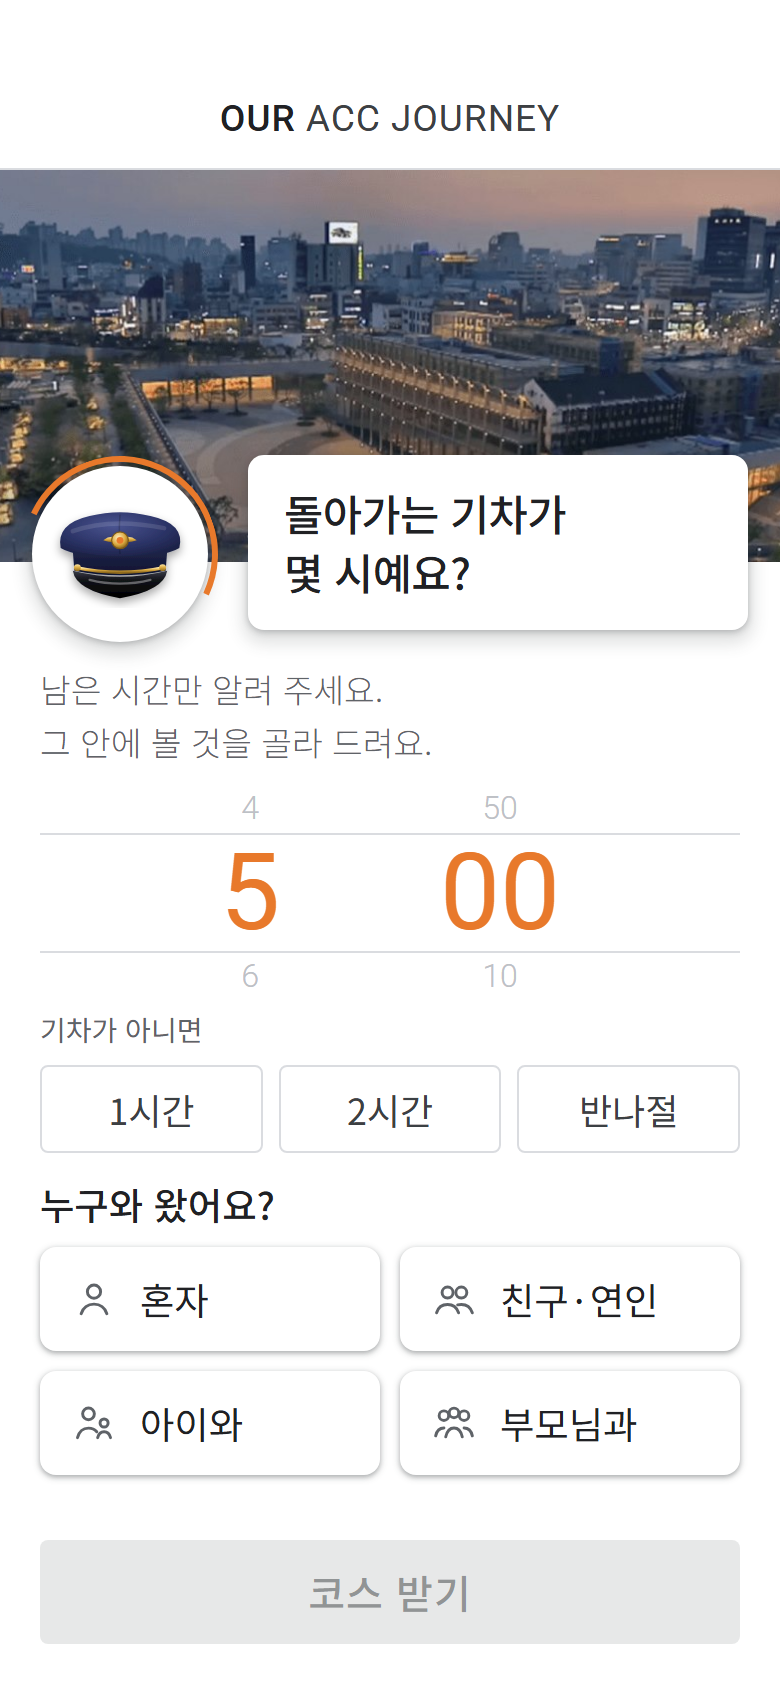 OUR ACC JOURNEY
돌아가는 기차가
몇 시예요?
남은 시간만 알려 주세요.
그 안에 볼 것을 골라 드려요.
4 50
5 00
6 10
기차가 아니면
1시간 2시간 반나절
누구와 왔어요?
혼자 친구·연인
아이와 부모님과
코스 받기